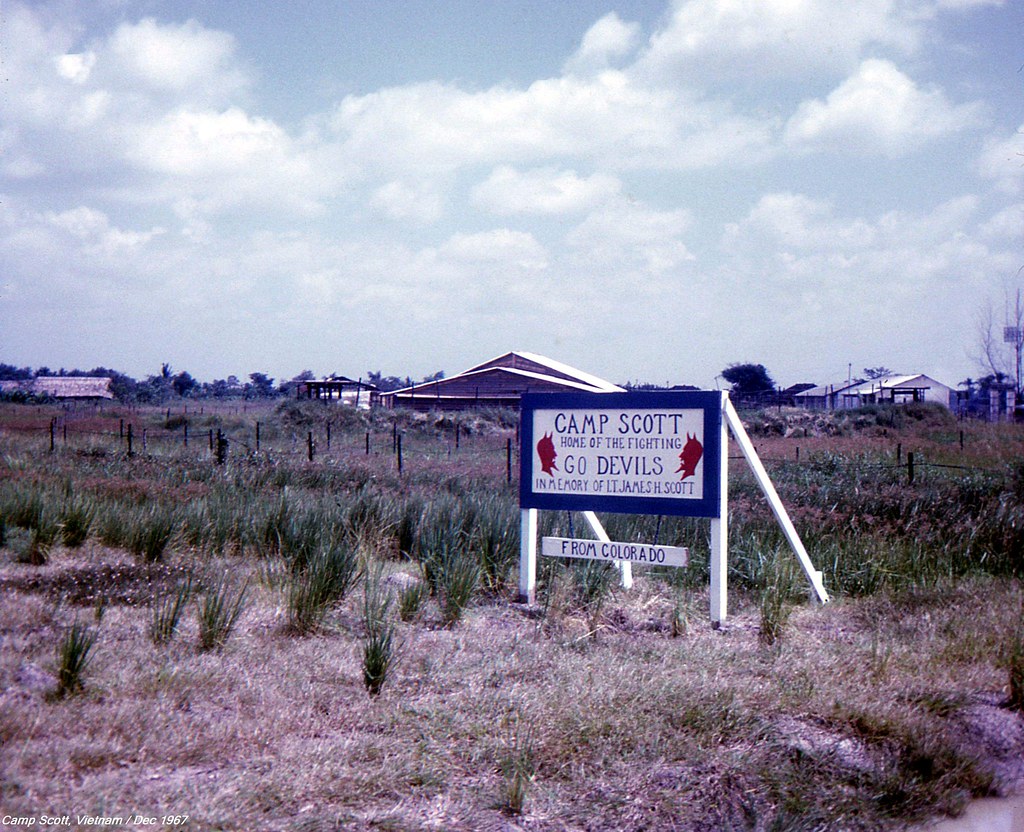 CAMP SCOTT
HOME OF THE FIGHTING
GO DEVILS
IN MEMORY OF LT. JAMES H. SCOTT
FROM COLORADO
Camp Scott, Vietnam / Dec 1967